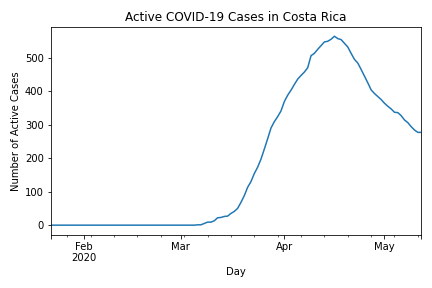 Active COVID-19 Cases in Costa Rica
Number of Active Cases
500
400
300
200
100
0
Feb Mar Apr May
2020
Day